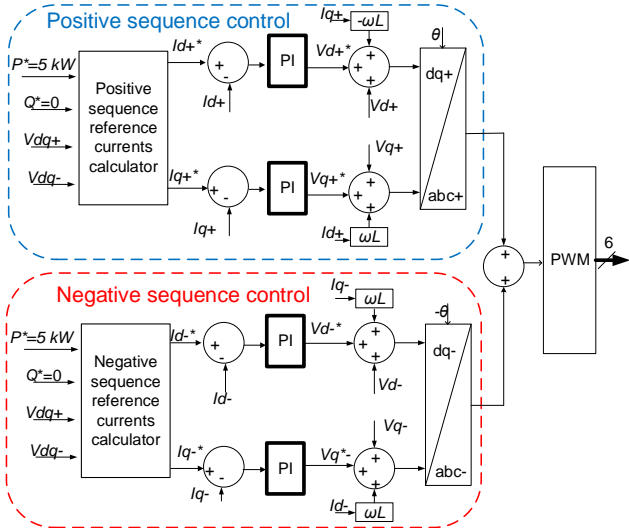 Positive sequence control
P*=5 kW
Q*=0
Vdq+
Vdq-
Positive
sequence
reference
currents
calculator
Id+*
+
-
Id+
PI
Vd+*
Iq+
-ωL
+
+
+
Vd+
θ
dq+
abc+
Iq+*
+
-
Iq+
PI
Vq+*
Vq+
+
+
+
Id+
ωL
+
+
PWM
6
Negative sequence control
P*=5 kW
Q*=0
Vdq+
Vdq-
Negative
sequence
reference
currents
calculator
Id-*
+
-
Id-
PI
Vd-*
Iq-
ωL
+
+
+
Vd-
-θ
dq-
abc-
Iq-*
+
-
Iq-
PI
Vq*-
Vq-
+
+
+
Id-
ωL